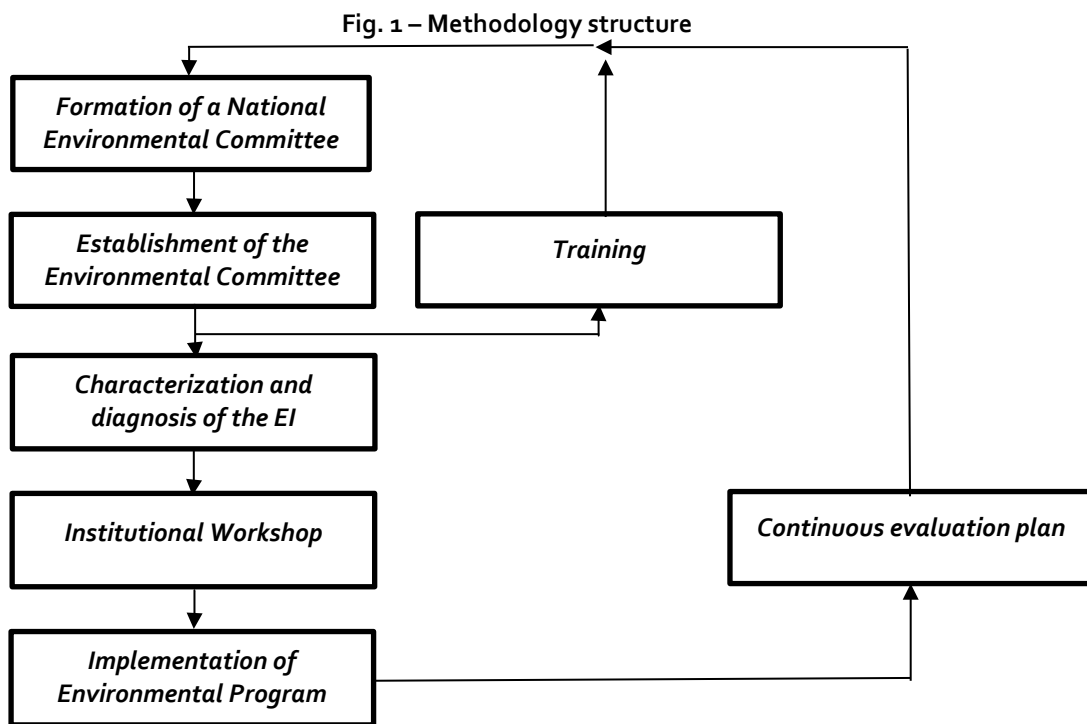 Fig. 1 – Methodology structure
Formation of a National
Environmental Committee
Establishment of the
Environmental Committee
Training
Characterization and
diagnosis of the EI
Institutional Workshop
Continuous evaluation plan
Implementation of
Environmental Program